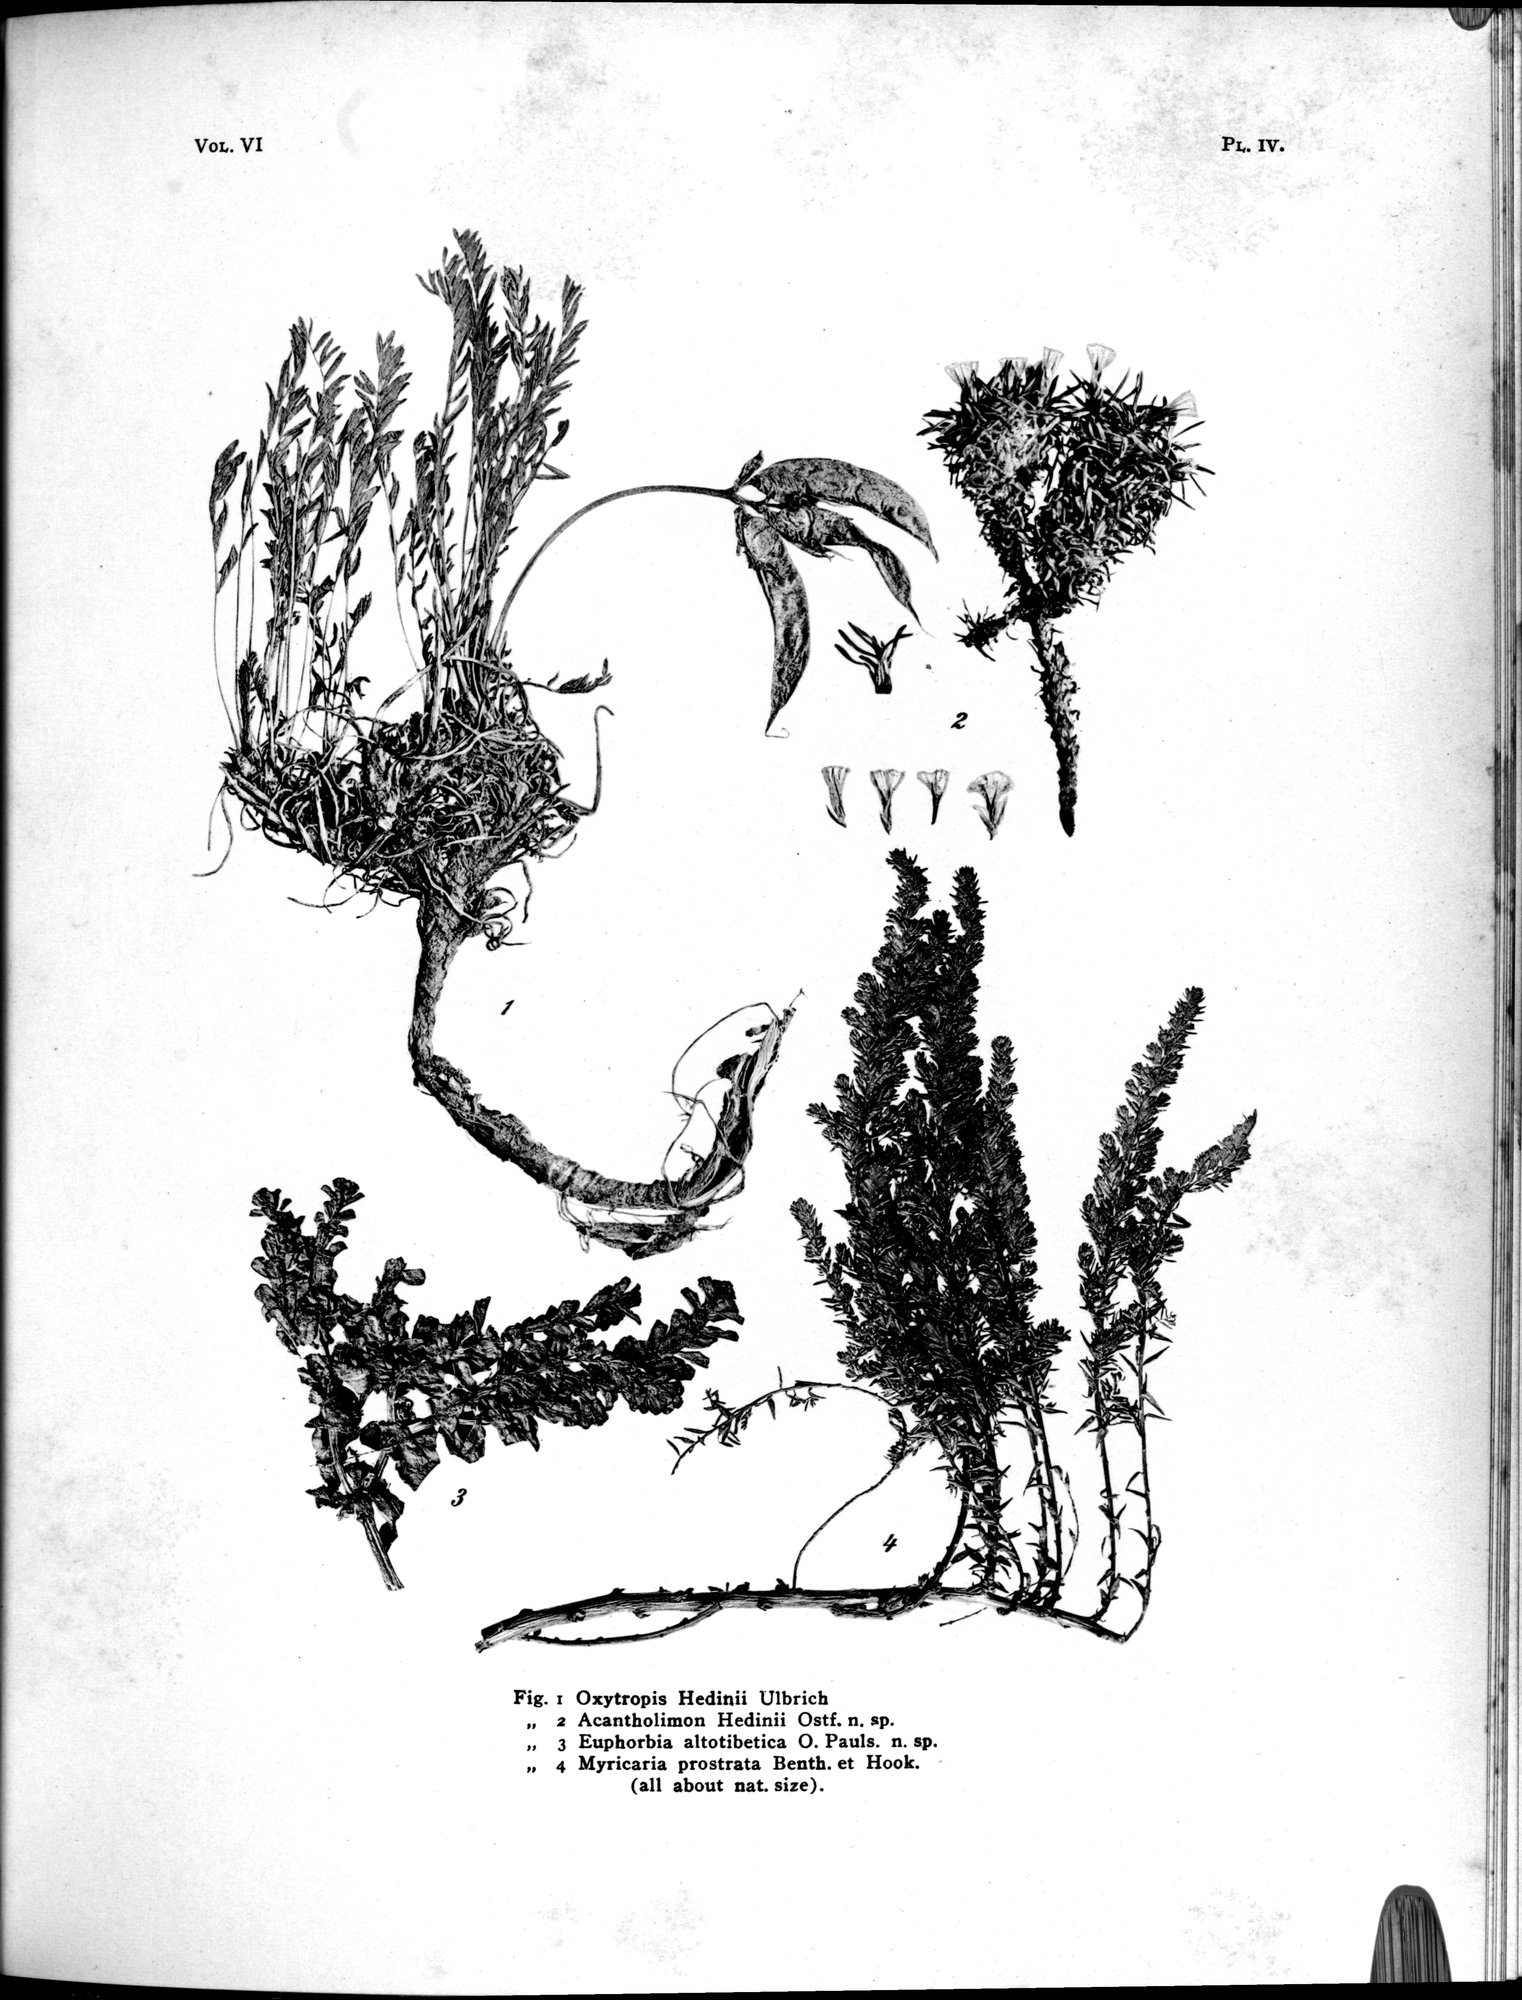 Vol. VI
Pl. IV.
2
1
3
4
Fig. 1 Oxytropis Hedinii Ulbrich
„ 2 Acantholimon Hedinii Ostf. n. sp.
„ 3 Euphorbia altotibetica O. Pauls. n. sp.
„ 4 Myricaria prostrata Benth. et Hook.
(all about nat. size).